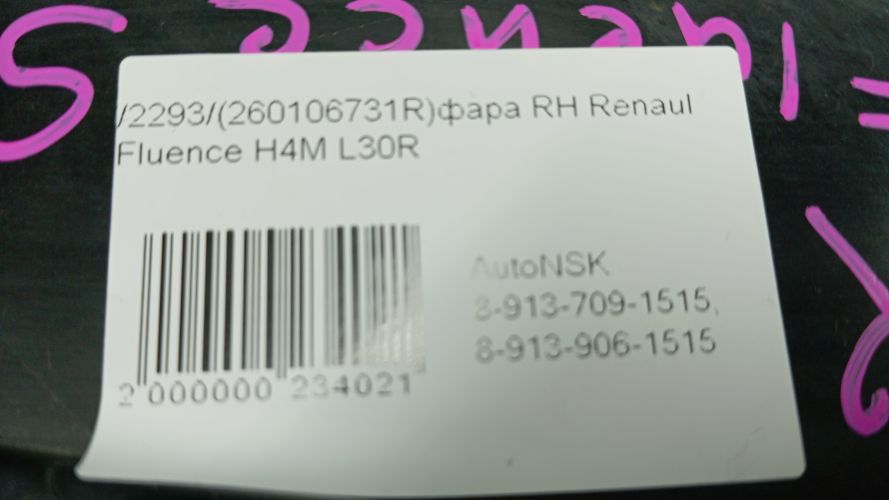 /2293/(260106731R)фара RH Renaul
Fluence H4M L30R
AutoNSK
8-913-709-1515,
8-913-906-1515
2 000000 234021